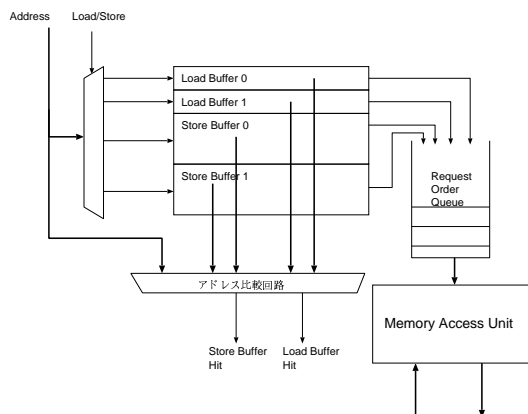 Address
Load/Store
Load Buffer 0
Load Buffer 1
Store Buffer 0
Store Buffer 1
Request
Order
Queue
アドレス比較回路
Memory Access Unit
Store Buffer
Hit
Load Buffer
Hit